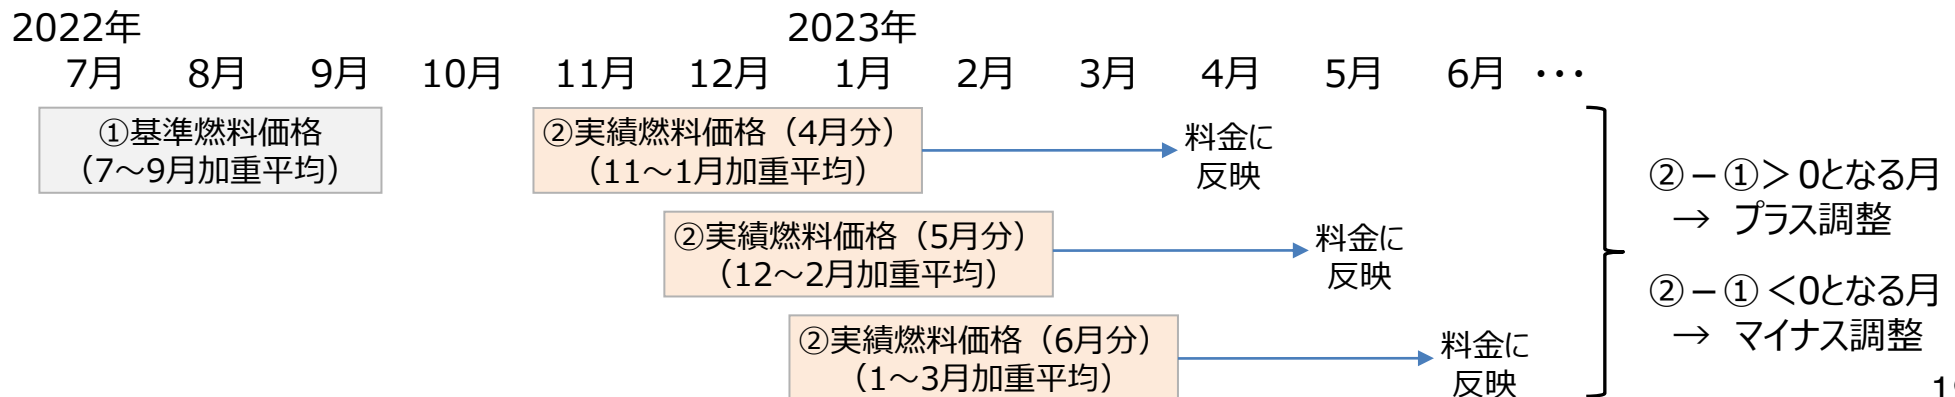 2022年 2023年
7月 8月 9月 10月 11月 12月 1月 2月 3月 4月 5月 6月 ・・・
①基準燃料価格
（7～9月加重平均）
②実績燃料価格（4月分）
（11～1月加重平均）
料金に
反映
②実績燃料価格（5月分）
（12～2月加重平均）
料金に
反映
②実績燃料価格（6月分）
（1～3月加重平均）
料金に
反映
②－①＞0となる月
→ プラス調整
②－①＜0となる月
→ マイナス調整